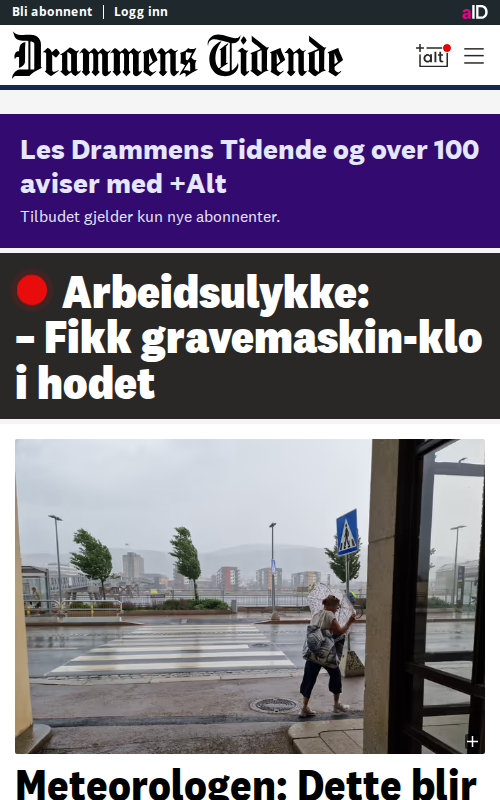 Bli abonnent | Logg inn
aID
Drammens Tidende
+alt
Les Drammens Tidende og over 100
aviser med +Alt
Tilbudet gjelder kun nye abonnenter.
Arbeidsulykke:
– Fikk gravemaskin-klo
i hodet
Meteorologen: Dette blir